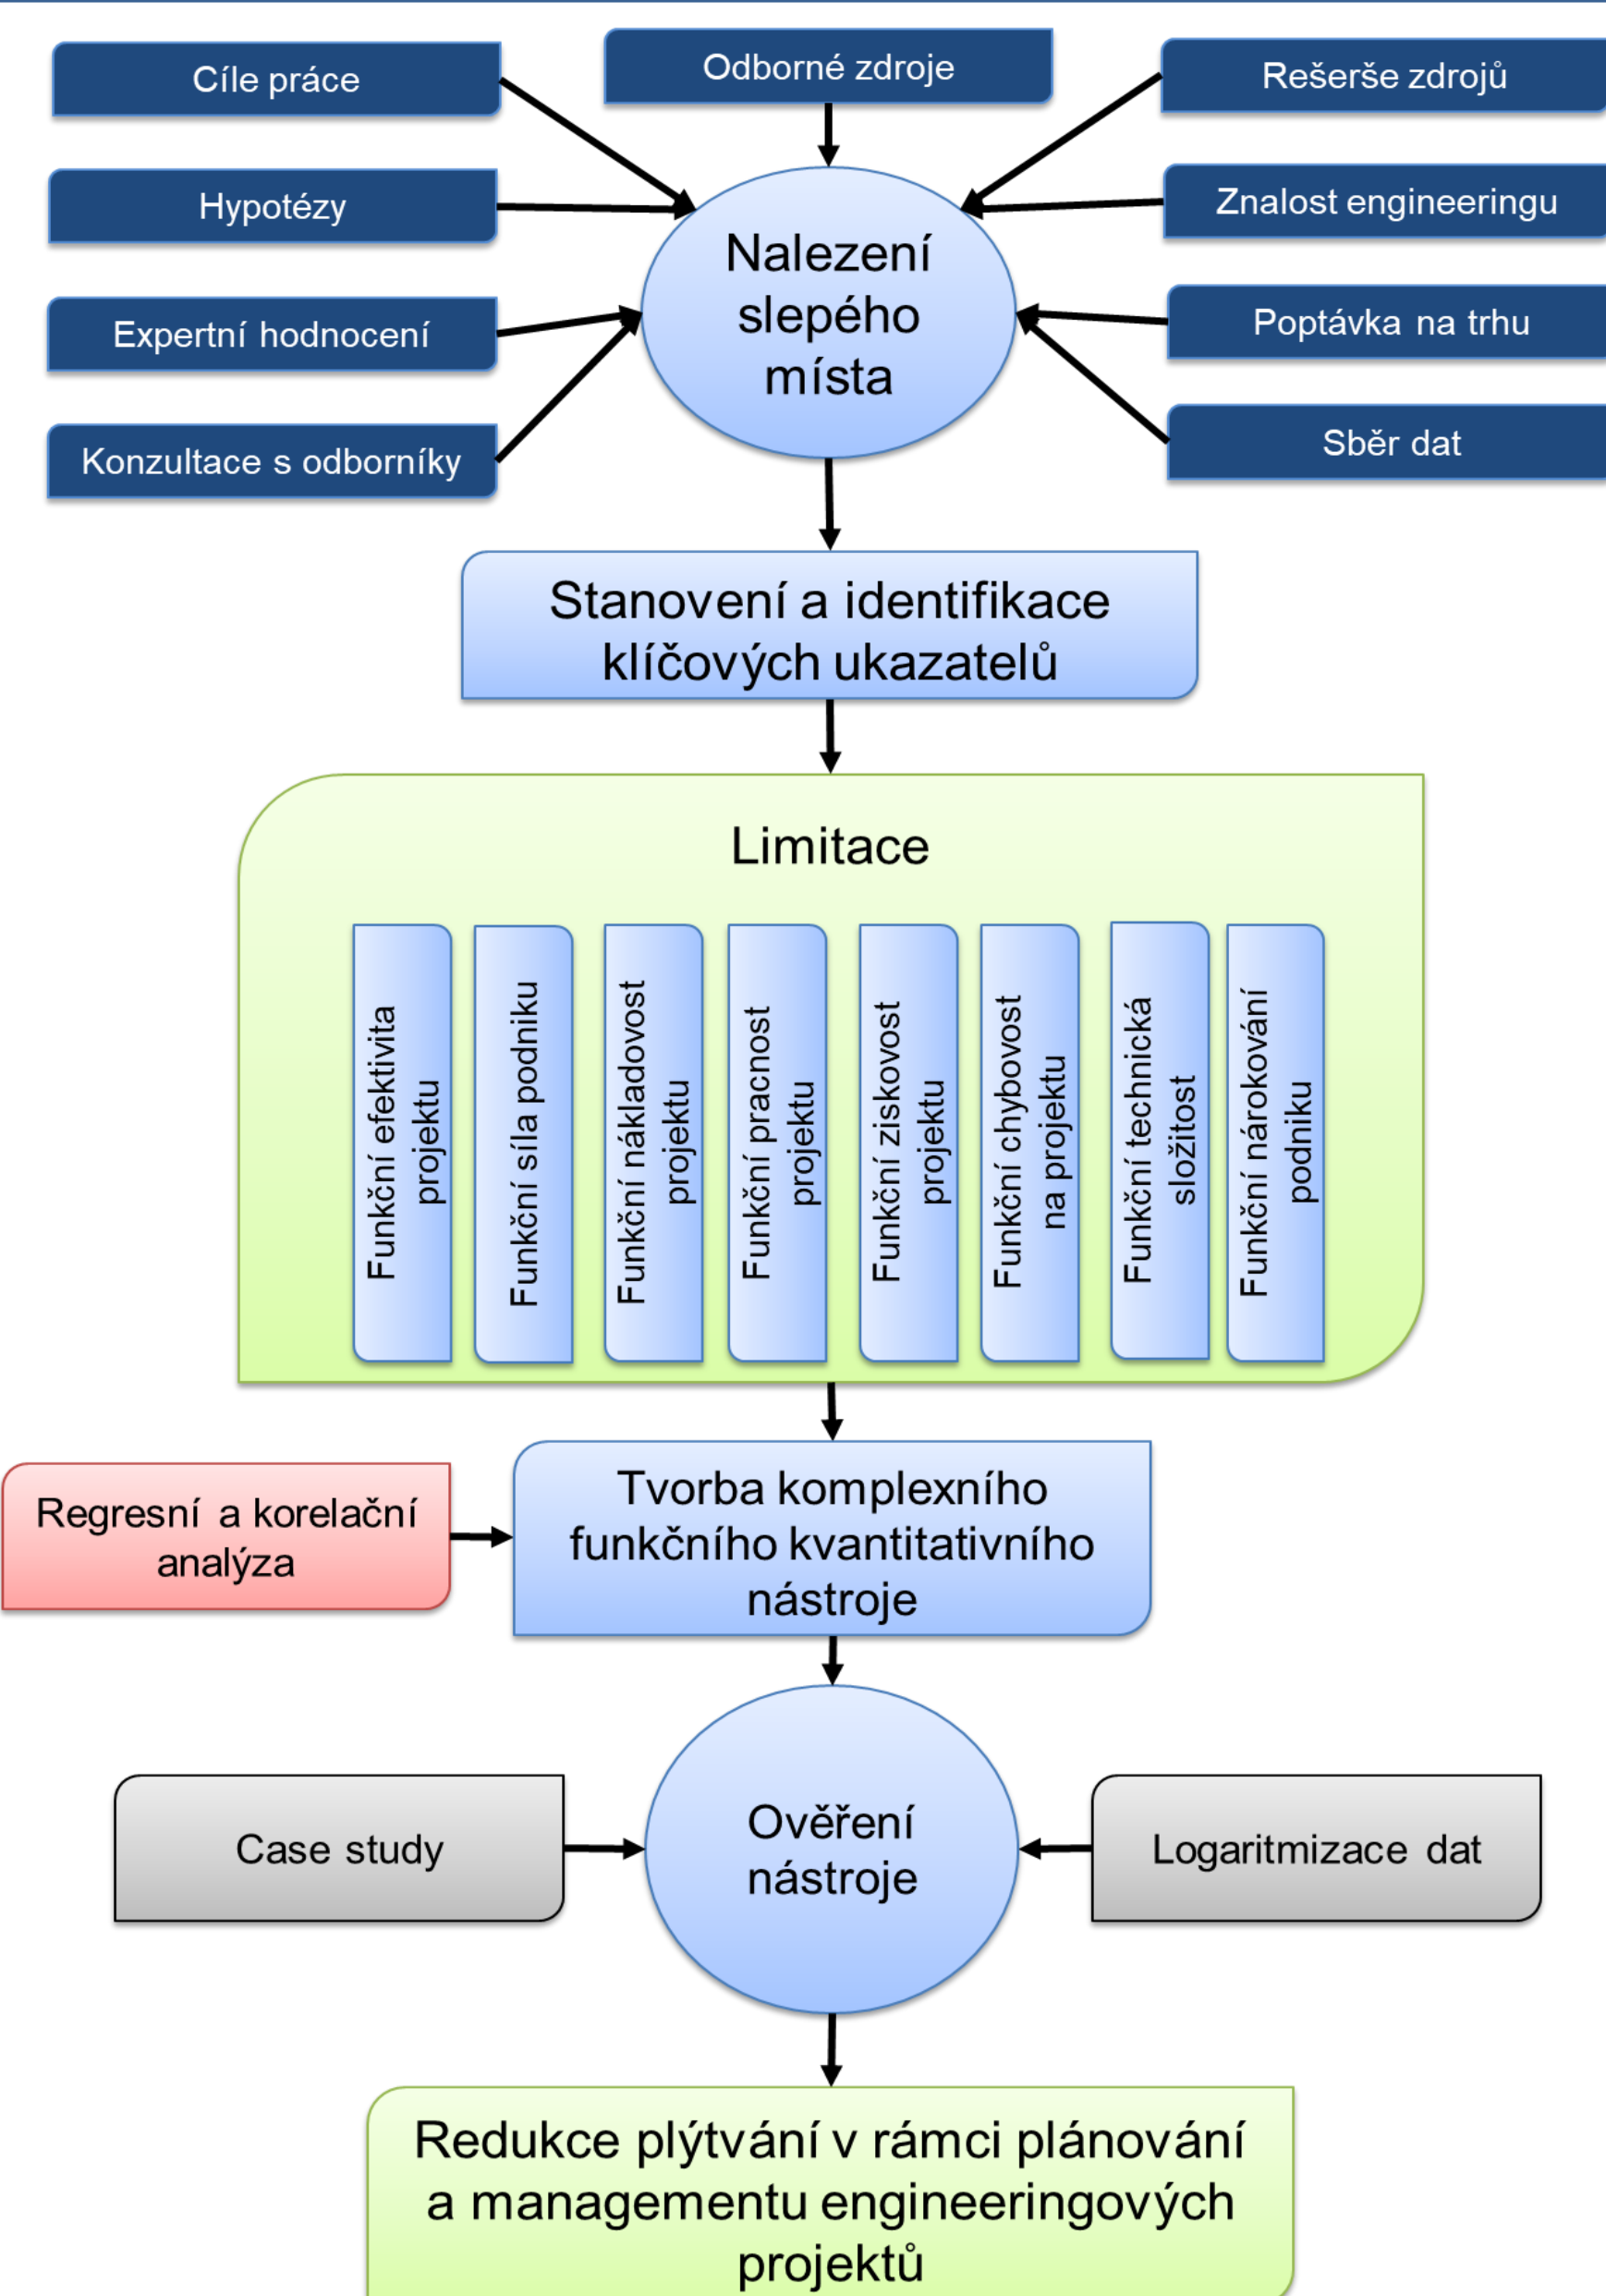 Cíle práce
Odborné zdroje
Rešerše zdrojů
Hypotézy
Znalost engineeringu
Expertní hodnocení
Poptávka na trhu
Konzultace s odborníky
Sběr dat
Nalezení
slepého
místa
Stanovení a identifikace
klíčových ukazatelů
Limitace
Funkční efektivita
projektu
Funkční síla podniku
Funkční nákladovost
projektu
Funkční pracnost
projektu
Funkční ziskovost
projektu
Funkční chybovost
na projektu
Funkční technická
složitost
Funkční nárokování
podniku
Regresní a korelační
analýza
Tvorba komplexního
funkčního kvantitativního
nástroje
Case study
Ověření
nástroje
Logaritmizace dat
Redukce plýtvání v rámci plánování
a managementu engineeringových
projektů